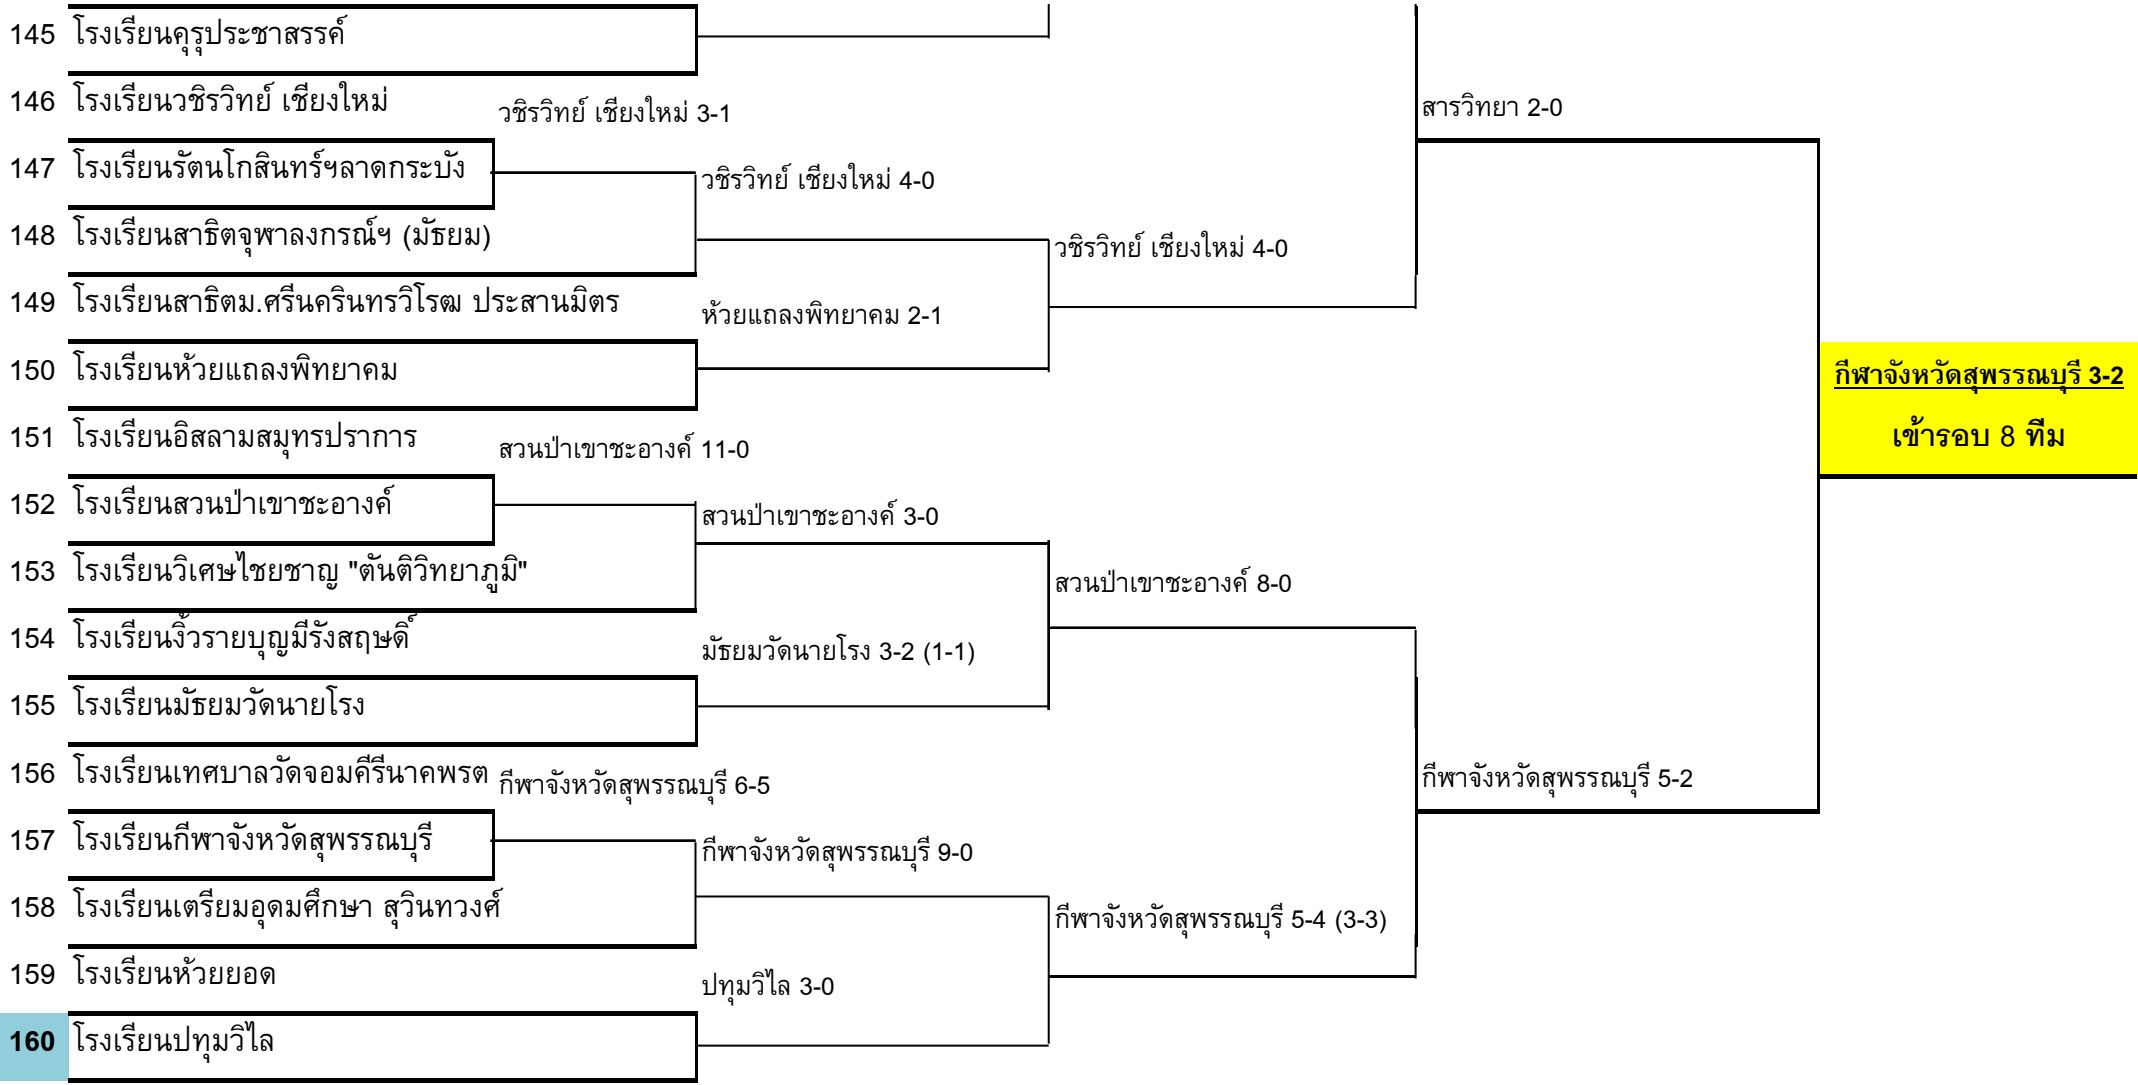 145 โรงเรียนคุรุประชาสรรค์
146 โรงเรียนวชิรวิทย์ เชียงใหม่
วชิรวิทย์ เชียงใหม่ 3-1
สารวิทยา 2-0
147 โรงเรียนรัตนโกสินทร์ฯลาดกระบัง
วชิรวิทย์ เชียงใหม่ 4-0
148 โรงเรียนสาธิตจุฬาลงกรณ์ฯ (มัธยม)
วชิรวิทย์ เชียงใหม่ 4-0
149 โรงเรียนสาธิตม.ศรีนครินทรวิโรฒ ประสานมิตร
ห้วยแถลงพิทยาคม 2-1
150 โรงเรียนห้วยแถลงพิทยาคม
กีฬาจังหวัดสุพรรณบุรี 3-2
เข้ารอบ 8 ทีม
151 โรงเรียนอิสลามสมุทรปราการ
สวนป่าเขาชะอางค์ 11-0
152 โรงเรียนสวนป่าเขาชะอางค์
สวนป่าเขาชะอางค์ 3-0
153 โรงเรียนวิเศษไชยชาญ "ตันติวิทยาภูมิ"
สวนป่าเขาชะอางค์ 8-0
154 โรงเรียนงิ้วรายบุญมีรังสฤษดิ์
มัธยมวัดนายโรง 3-2 (1-1)
155 โรงเรียนมัธยมวัดนายโรง
156 โรงเรียนเทศบาลวัดจอมคีรีนาคพรต
กีฬาจังหวัดสุพรรณบุรี 6-5
กีฬาจังหวัดสุพรรณบุรี 5-2
157 โรงเรียนกีฬาจังหวัดสุพรรณบุรี
กีฬาจังหวัดสุพรรณบุรี 9-0
158 โรงเรียนเตรียมอุดมศึกษา สุวินทวงศ์
กีฬาจังหวัดสุพรรณบุรี 5-4 (3-3)
159 โรงเรียนห้วยยอด
ปทุมวิไล 3-0
160 โรงเรียนปทุมวิไล